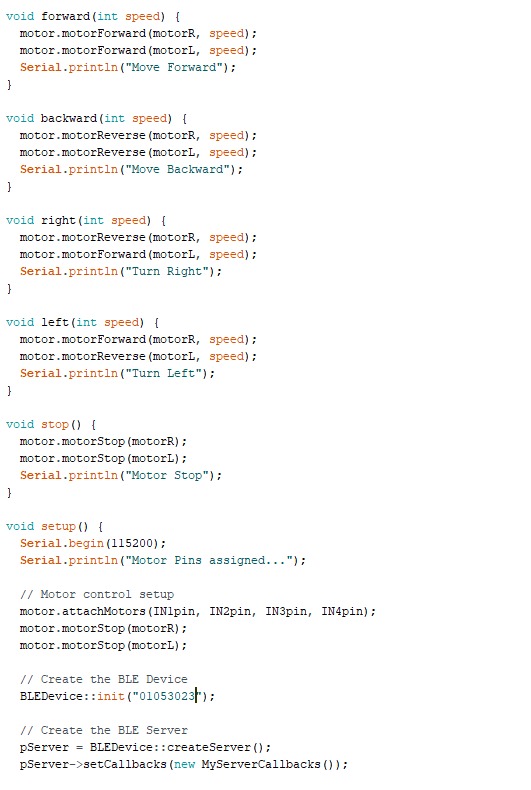 void forward(int speed) {
  motor.motorForward(motorR, speed);
  motor.motorForward(motorL, speed);
  Serial.println("Move Forward");
}

void backward(int speed) {
  motor.motorReverse(motorR, speed);
  motor.motorReverse(motorL, speed);
  Serial.println("Move Backward");
}

void right(int speed) {
  motor.motorReverse(motorR, speed);
  motor.motorForward(motorL, speed);
  Serial.println("Turn Right");
}

void left(int speed) {
  motor.motorForward(motorR, speed);
  motor.motorReverse(motorL, speed);
  Serial.println("Turn Left");
}

void stop() {
  motor.motorStop(motorR);
  motor.motorStop(motorL);
  Serial.println("Motor Stop");
}

void setup() {
  Serial.begin(115200);
  Serial.println("Motor Pins assigned...");

  // Motor control setup
  motor.attachMotors(IN1pin, IN2pin, IN3pin, IN4pin);
  motor.motorStop(motorR);
  motor.motorStop(motorL);

  // Create the BLE Device
  BLEDevice::init("01053023");

  // Create the BLE Server
  pServer = BLEDevice::createServer();
  pServer->setCallbacks(new MyServerCallbacks());